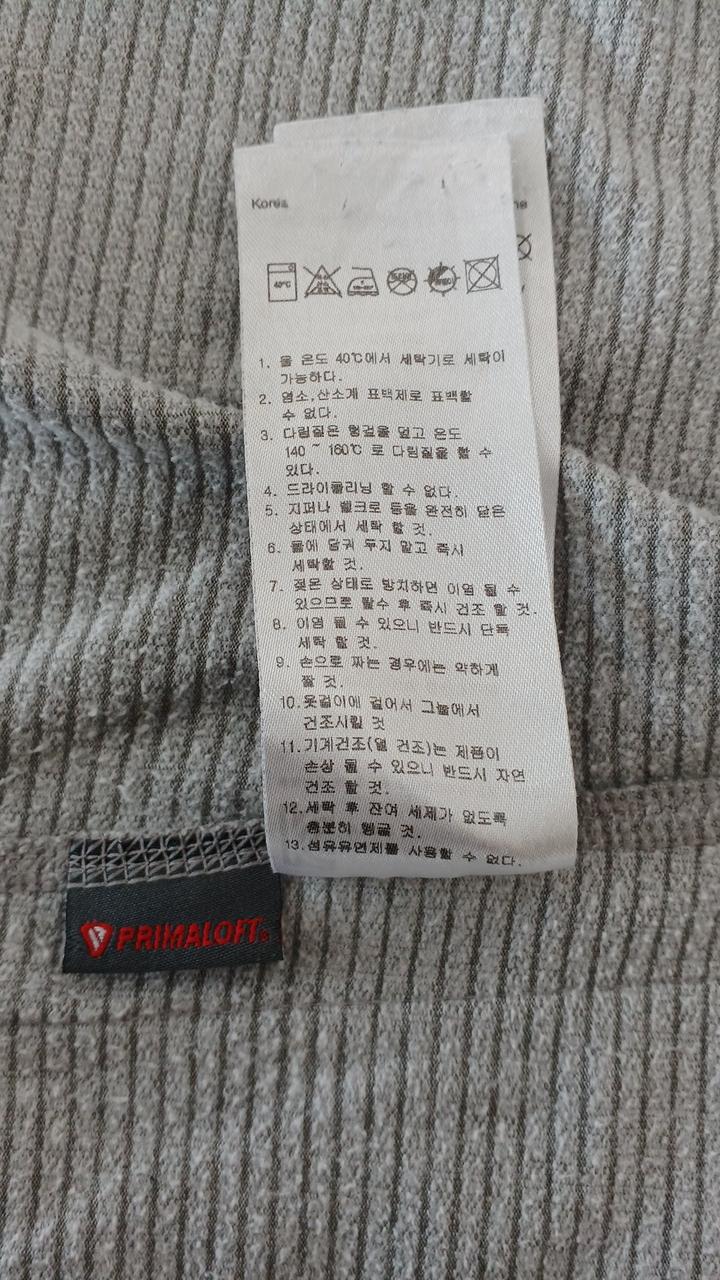 Korea
ne
40℃
1. 물 온도 40℃에서 세탁기로 세탁이
가능하다.
2. 염소,산소계 표백제로 표백할
수 없다.
3. 다림질은 헝겊을 덮고 온도
140 ~ 160℃ 로 다림질을 할 수
있다.
4. 드라이클리닝 할 수 없다.
5. 지퍼나 벨크로 등을 완전히 닫은
상태에서 세탁 할 것.
6. 물에 담궈 두지 말고 즉시
세탁할 것.
7. 젖은 상태로 방치하면 이염 될 수
있으므로 탈수 후 즉시 건조 할 것.
8. 이염 될 수 있으니 반드시 단독
세탁 할 것.
9. 손으로 짜는 경우에는 약하게
짤 것.
10.옷걸이에 걸어서 그늘에서
건조시킬 것
11.기계건조(열 건조)는 제품이
손상 될 수 있으니 반드시 자연
건조 할 것.
12.세탁 후 잔여 세제가 없도록
충분히 헹굴 것.
13.섬유유연제를 사용할 수 없다.
PRIMALOFT